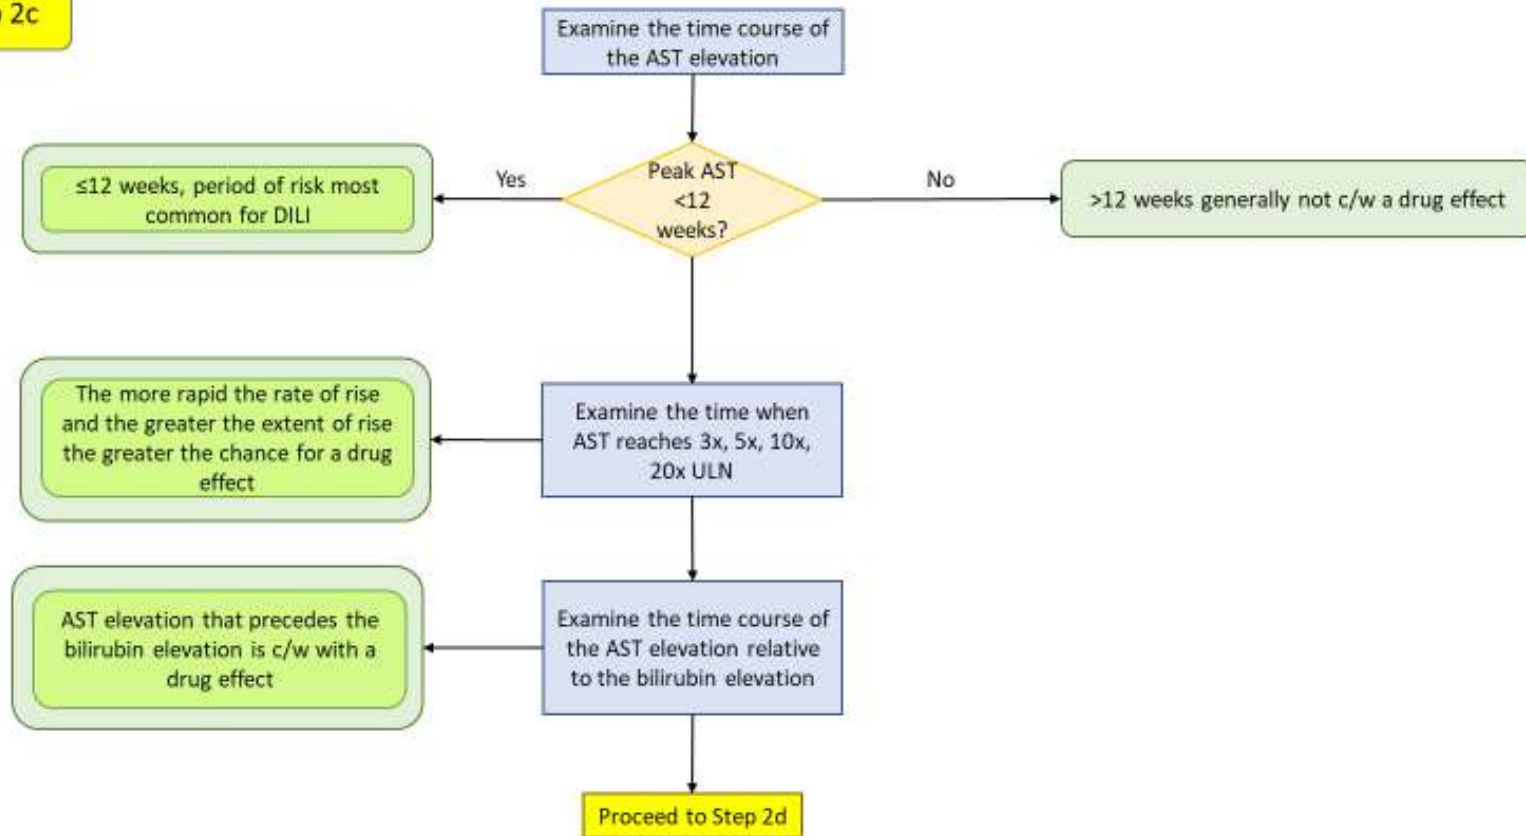 2c
Examine the time course of
the AST elevation
Peak AST
<12
weeks?
Yes
No
≤12 weeks, period of risk most
common for DILI
>12 weeks generally not c/w a drug effect
The more rapid the rate of rise
and the greater the extent of rise
the greater the chance for a drug
effect
Examine the time when
AST reaches 3x, 5x, 10x,
20x ULN
AST elevation that precedes the
bilirubin elevation is c/w with a
drug effect
Examine the time course of
the AST elevation relative
to the bilirubin elevation
Proceed to Step 2d